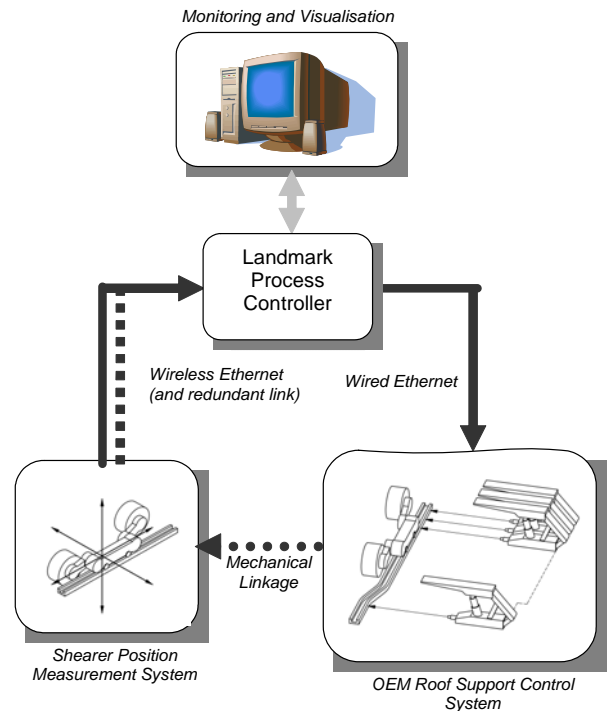 Monitoring and Visualisation
Landmark
Process
Controller
Wireless Ethernet
(and redundant link)
Wired Ethernet
Mechanical
Linkage
Shearer Position
Measurement System
OEM Roof Support Control
System